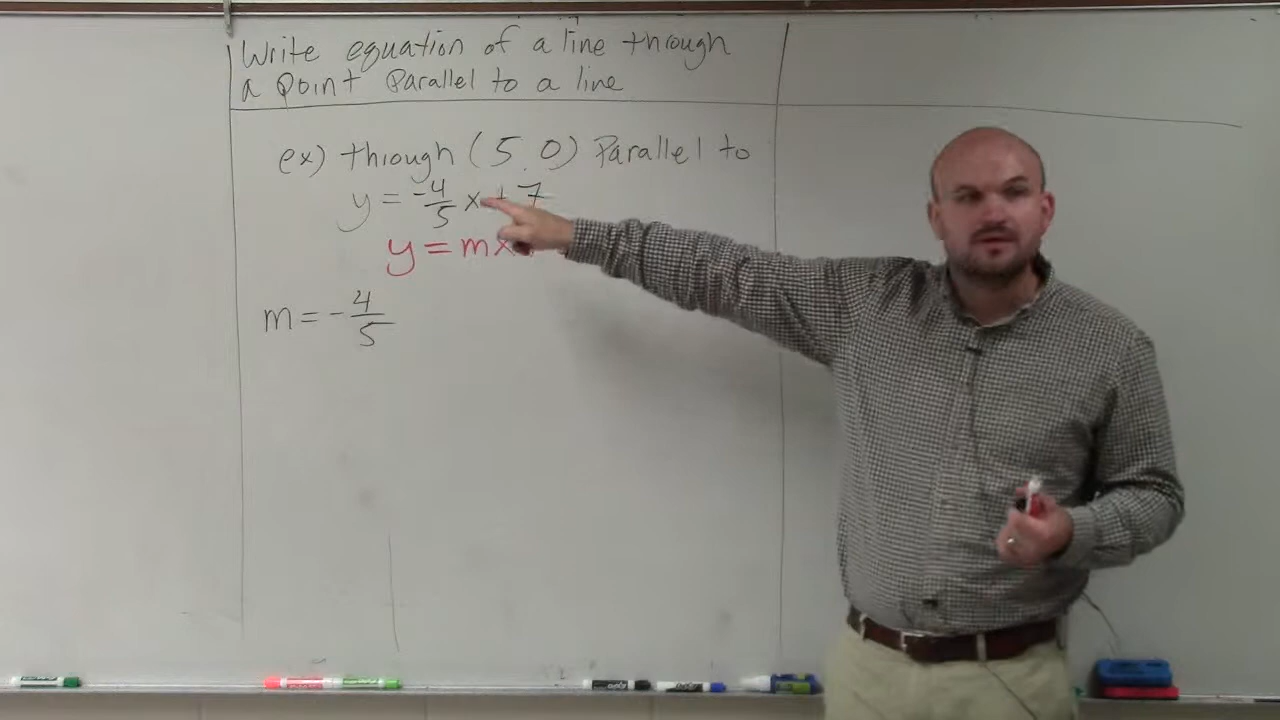 Write equation of a line through
a point Parallel to a line
ex) through (5, 0) Parallel to
y = -4/5 x + 7
y = mx
m = -4/5